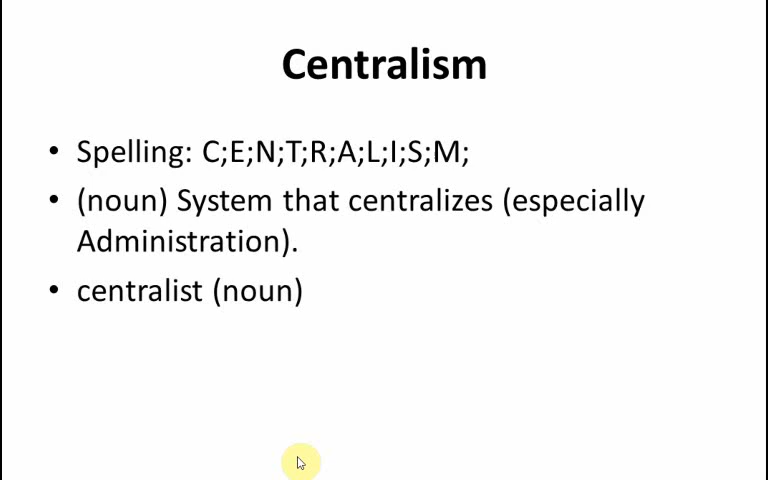 Centralism
• Spelling: C;E;N;T;R;A;L;I;S;M;
• (noun) System that centralizes (especially
Administration).
• centralist (noun)